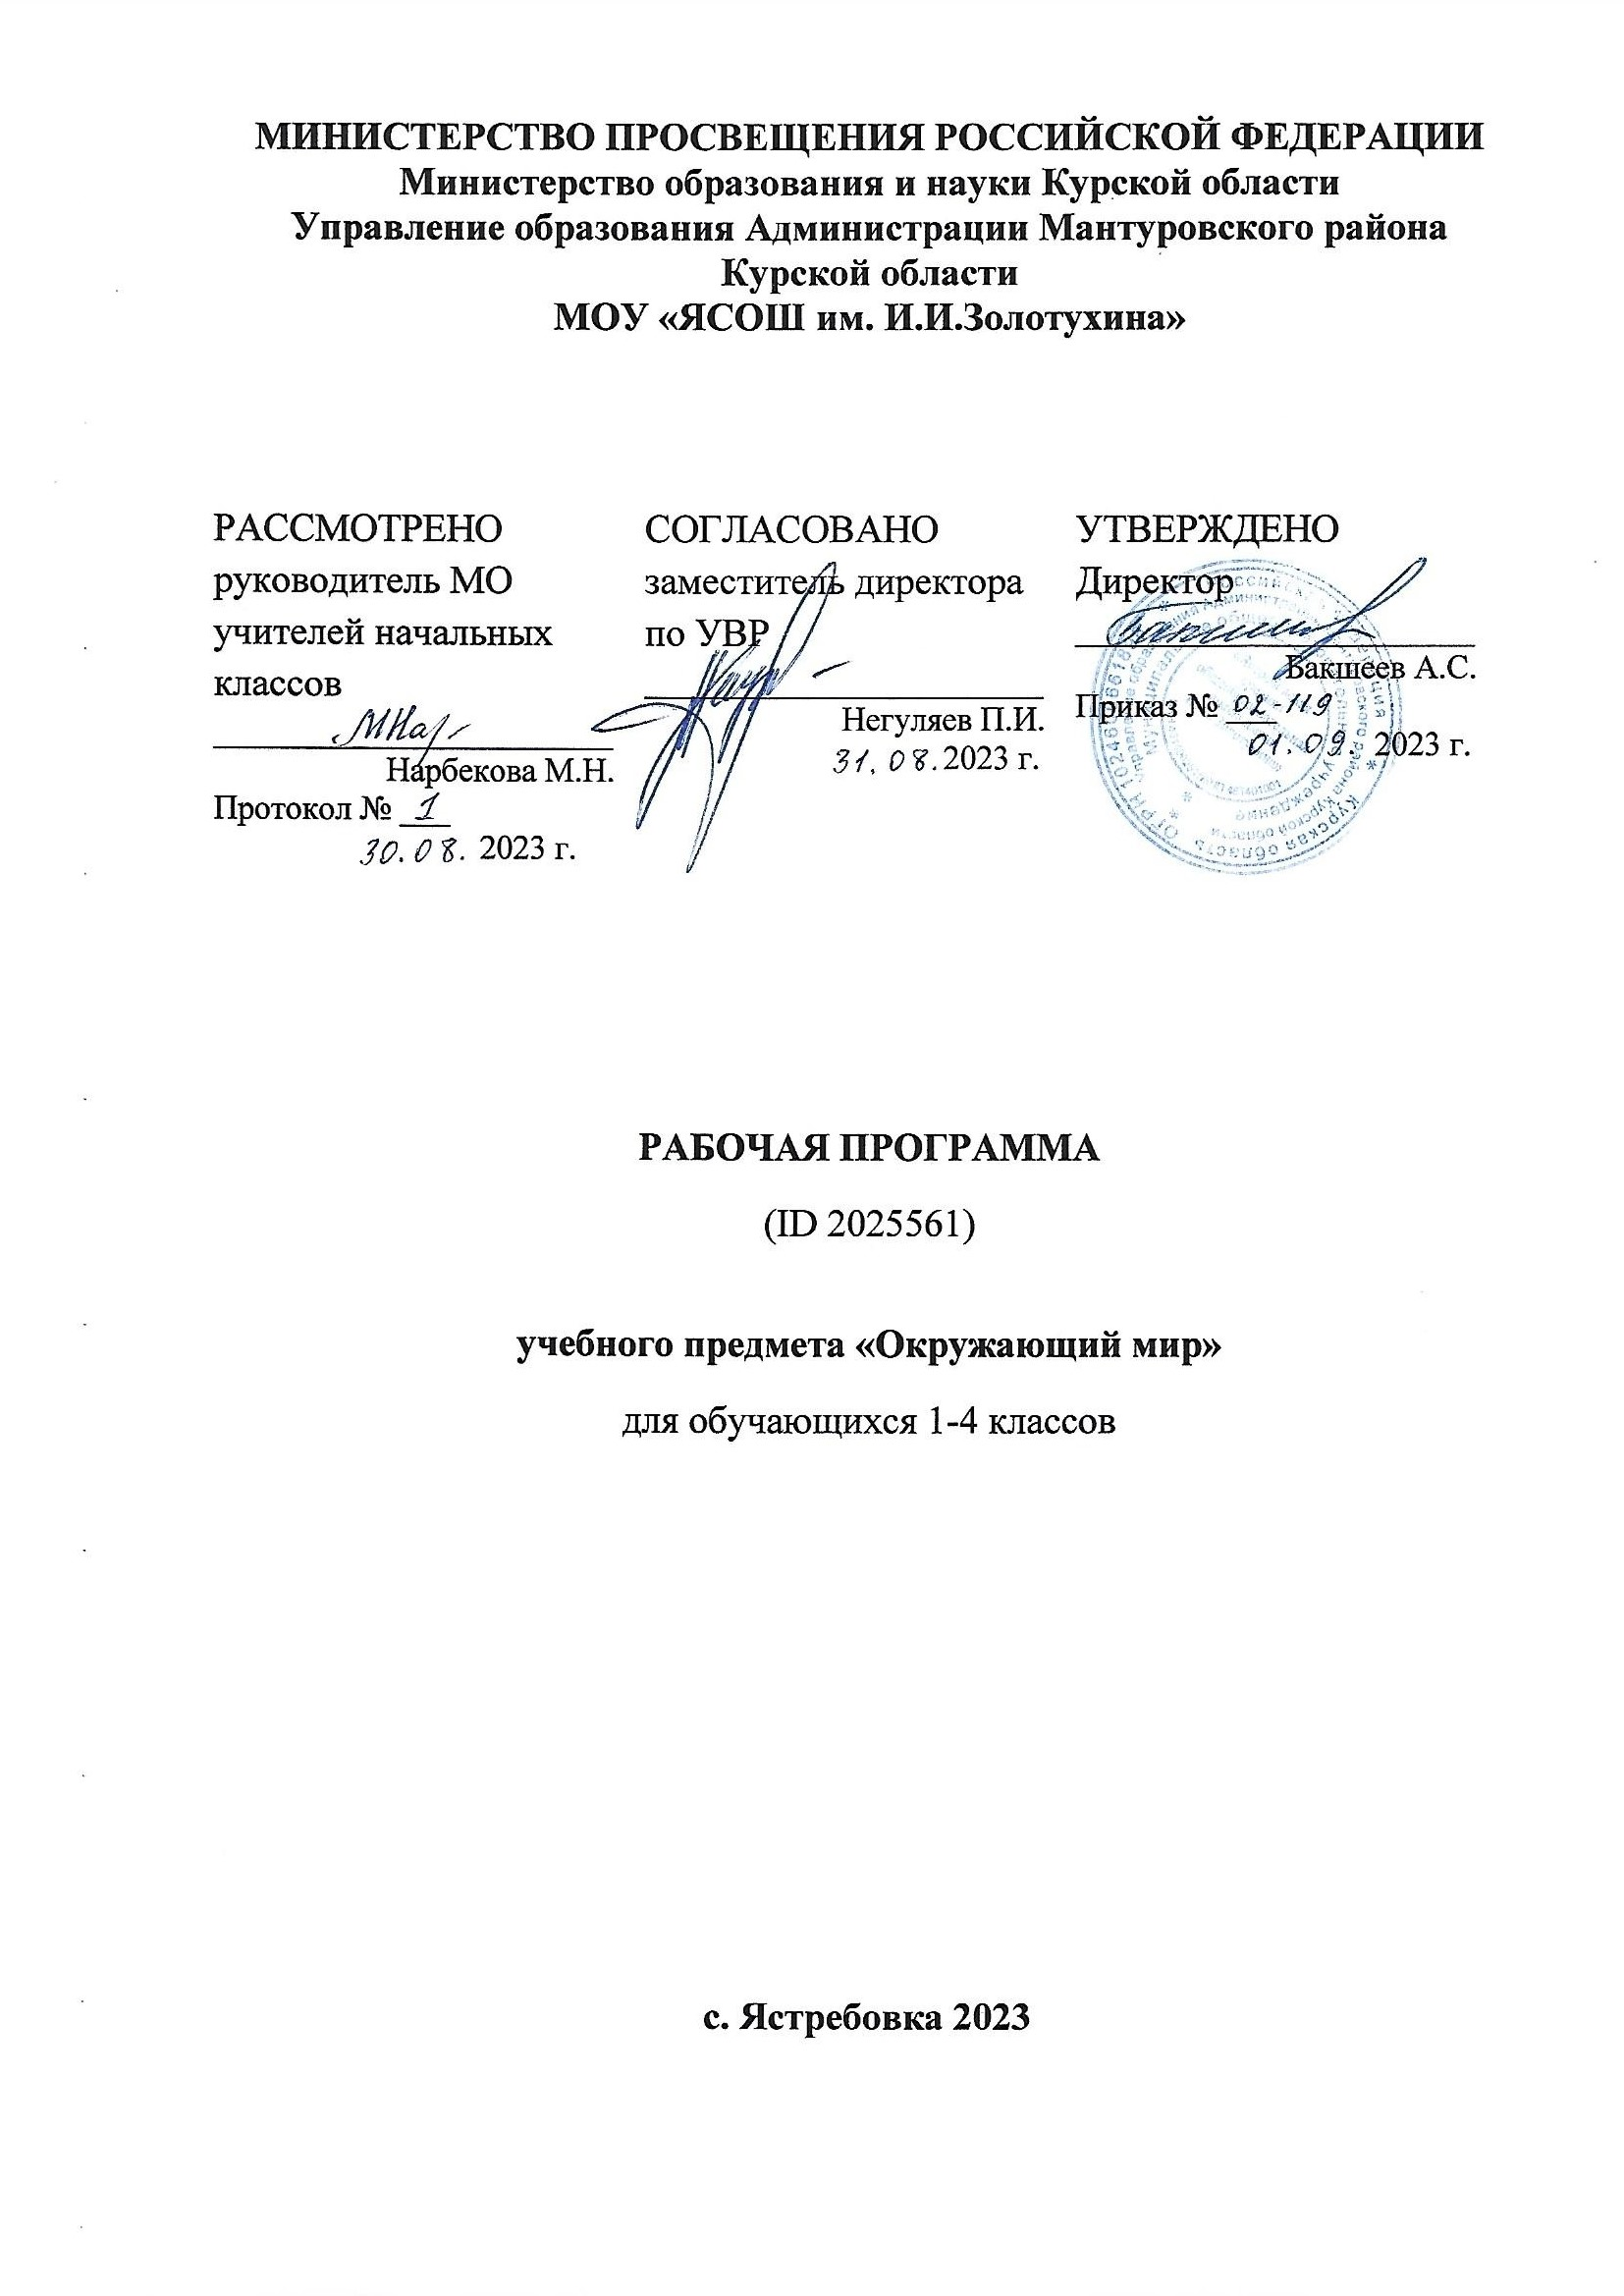 МИНИСТЕРСТВО ПРОСВЕЩЕНИЯ РОССИЙСКОЙ ФЕДЕРАЦИИ
Министерство образования и науки Курской области
Управление образования Администрации Мантуровского района
Курской области
МОУ «ЯСОШ им. И.И.Золотухина»
РАССМОТРЕНО
руководитель МО
учителей начальных
классов
Нарбекова М.Н.
Протокол № 1
30.08. 2023 г.
СОГЛАСОВАНО
заместитель директора
по УВР
Негуляев П.И.
31.08.2023 г.
УТВЕРЖДЕНО
Директор
Бакшеев А.С.
Приказ № 02-119
01.09. 2023 г.
Курская область
РАБОЧАЯ ПРОГРАММА
(ID 2025561)
учебного предмета «Окружающий мир»
для обучающихся 1-4 классов
с. Ястребовка 2023